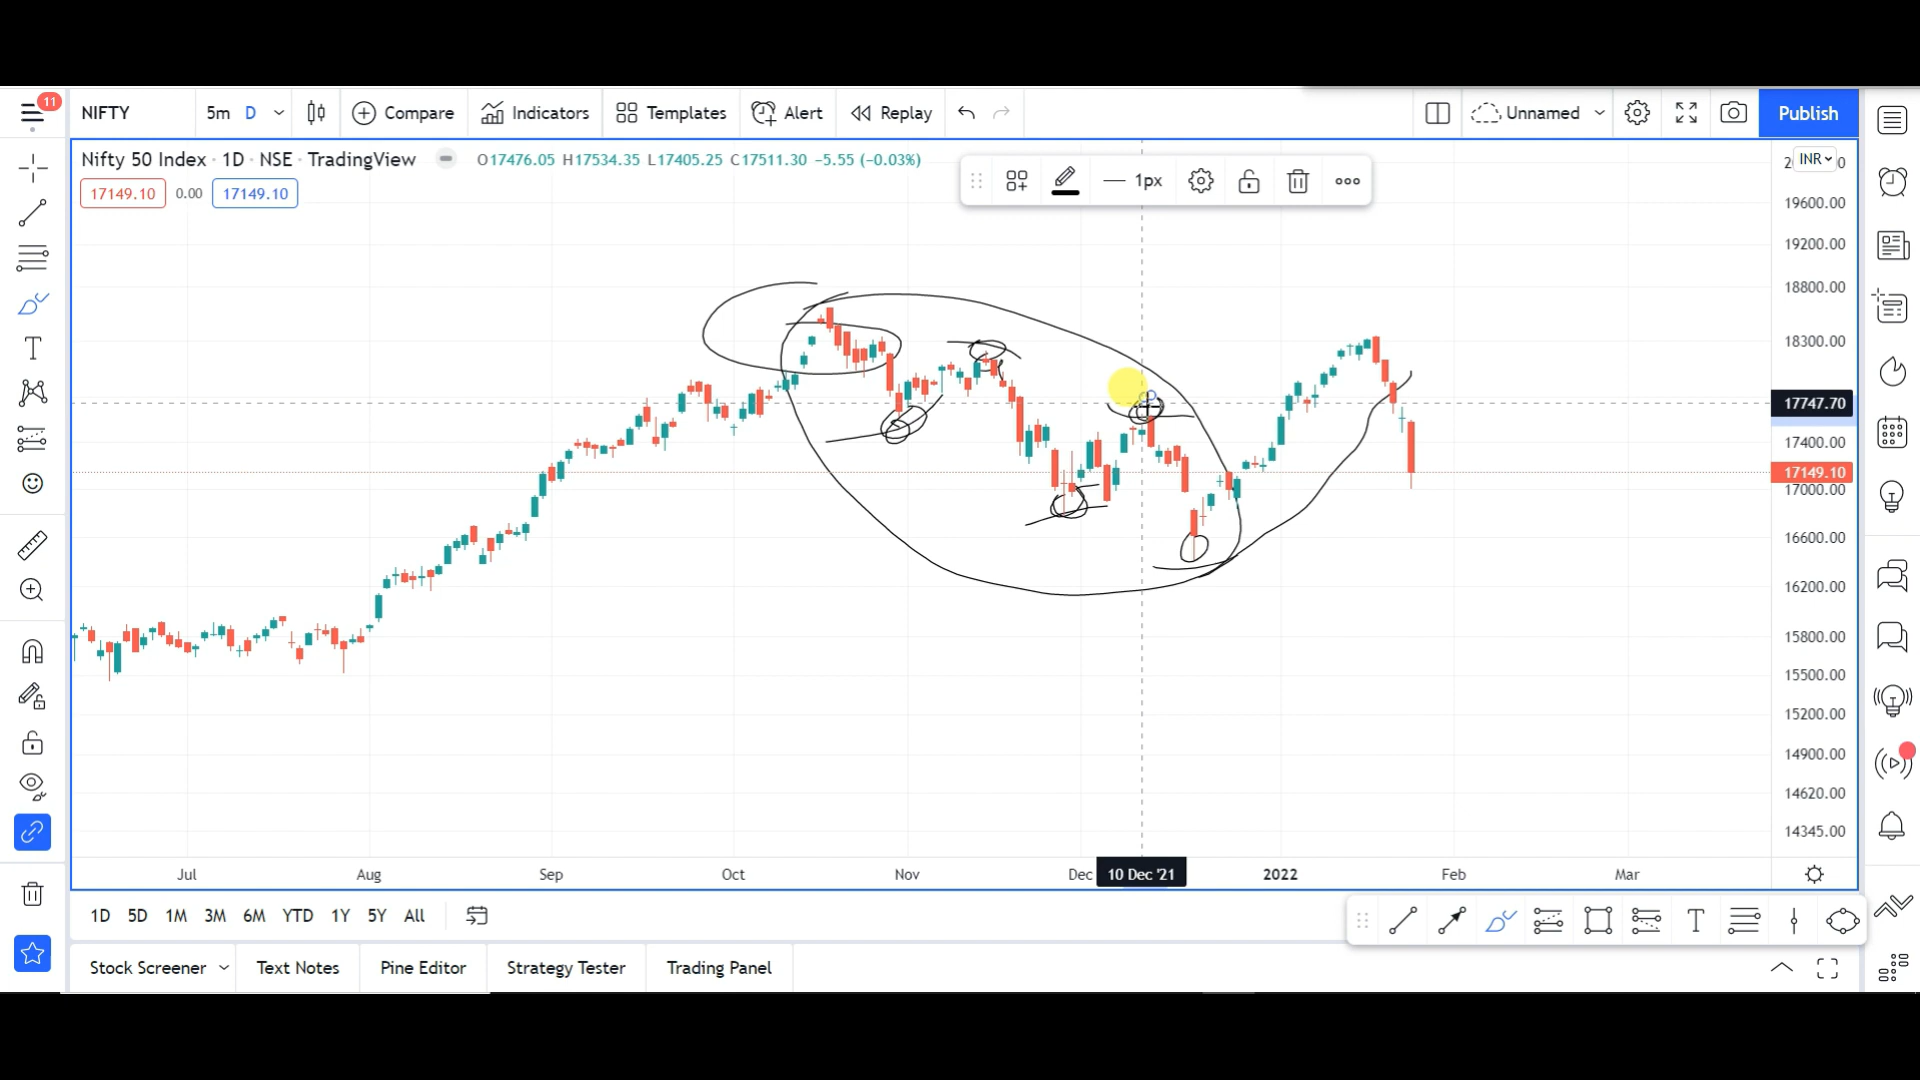 11
NIFTY
5m D
Compare
Indicators
Templates
Alert
Replay
Unnamed
Publish
Nifty 50 Index · 1D · NSE · TradingView
O17476.05 H17534.35 L17405.25 C17511.30 −5.55 (−0.03%)
17149.10 0.00 17149.10
1px
INR
19600.00
19200.00
18800.00
18300.00
17747.70
17400.00
17149.10
17000.00
16600.00
16200.00
15800.00
15500.00
15200.00
14900.00
14620.00
14345.00
Jul Aug Sep Oct Nov Dec 10 Dec '21 2022 Feb Mar
1D 5D 1M 3M 6M YTD 1Y 5Y All
Stock Screener Text Notes Pine Editor Strategy Tester Trading Panel